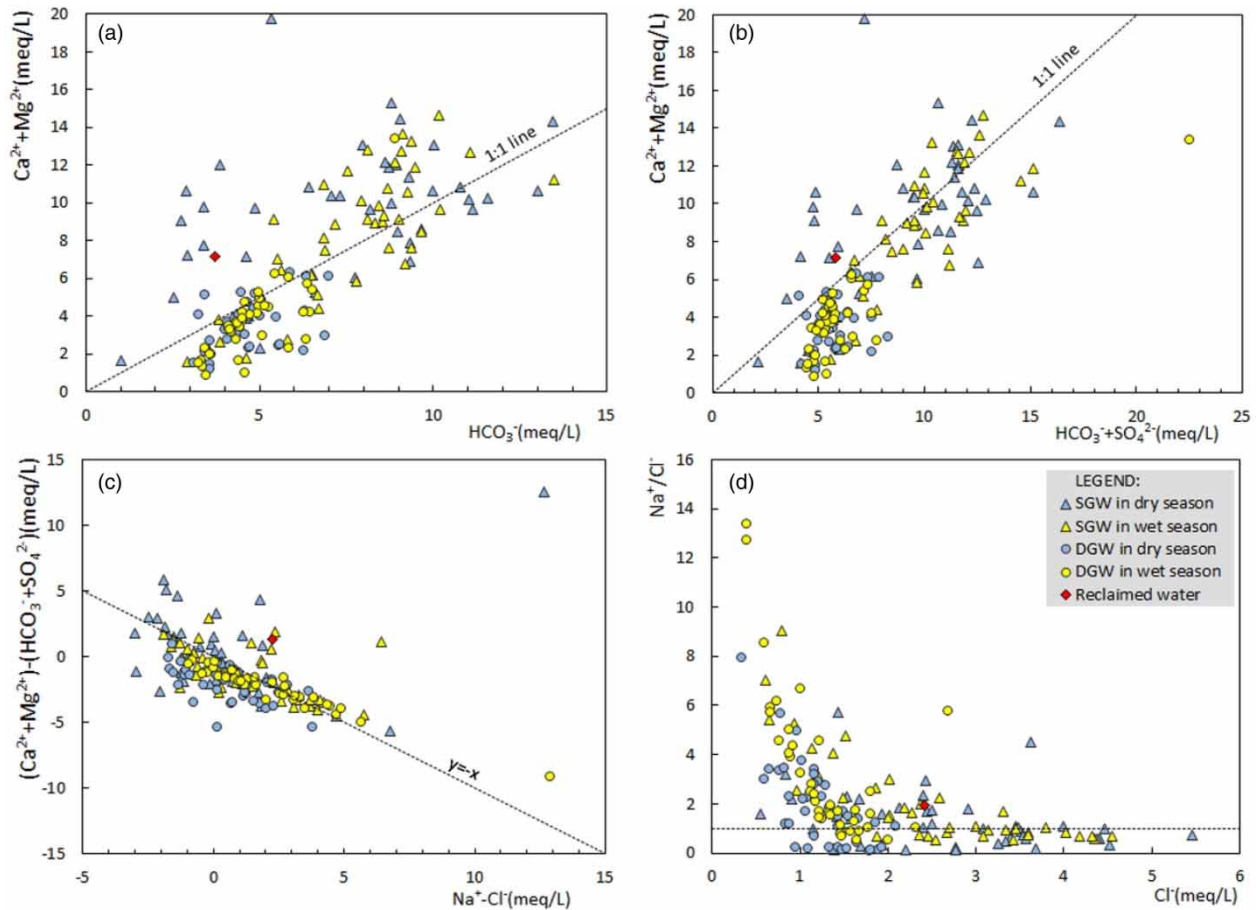 (a)
Ca²⁺+Mg²⁺(meq/L)
20
18
16
14
12
10
8
6
4
2
0
1:1 line
0
5
10
15
HCO₃⁻(meq/L)
(b)
Ca²⁺+Mg²⁺(meq/L)
20
18
16
14
12
10
8
6
4
2
0
1:1 line
0
5
10
15
20
25
HCO₃⁻+SO₄²⁻(meq/L)
(c)
(Ca²⁺+Mg²⁺)-(HCO₃⁻+SO₄²⁻)(meq/L)
15
10
5
0
-5
-10
-15
y=-x
-5
0
5
10
15
Na⁺-Cl⁻(meq/L)
(d)
Na⁺/Cl⁻
16
14
12
10
8
6
4
2
0
LEGEND:
SGW in dry season
SGW in wet season
DGW in dry season
DGW in wet season
Reclaimed water
0
1
2
3
4
5
6
Cl⁻(meq/L)